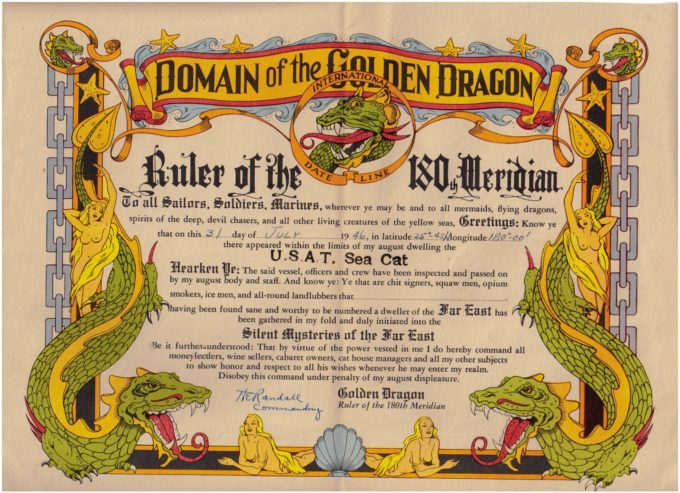 DOMAIN of the GOLDEN DRAGON
INTERNATIONAL
DATE LINE
Ruler of the 180th Meridian
To all Sailors, Soldiers, Marines, wherever ye may be and to all mermaids, flying dragons,
spirits of the deep, devil chasers, and all other living creatures of the yellow seas, Greetings: Know ye
that on this 31 day of July 1946, in latitude longitude 180°-00'
there appeared within the limits of my august dwelling the
U.S.A.T. Sea Cat
Hearken Ye: The said vessel, officers and crew have been inspected and passed on
by my august body and staff. And know ye: Ye that are chit signers, squaw men, opium
smokers, ice men, and all-round landlubbers that
having been found sane and worthy to be numbered a dweller of the Far East has
been gathered in my fold and duly initiated into the
Silent Mysteries of the Far East
Be it further understood: That by virtue of the power vested in me I do hereby command all
moneylenders, wine sellers, cabaret owners, cat house managers and all my other subjects
to show honor and respect to all his wishes whenever he may enter my realm.
Disobey this command under penalty of my august displeasure.
Randall
Commanding
Golden Dragon
Ruler of the 180th Meridian